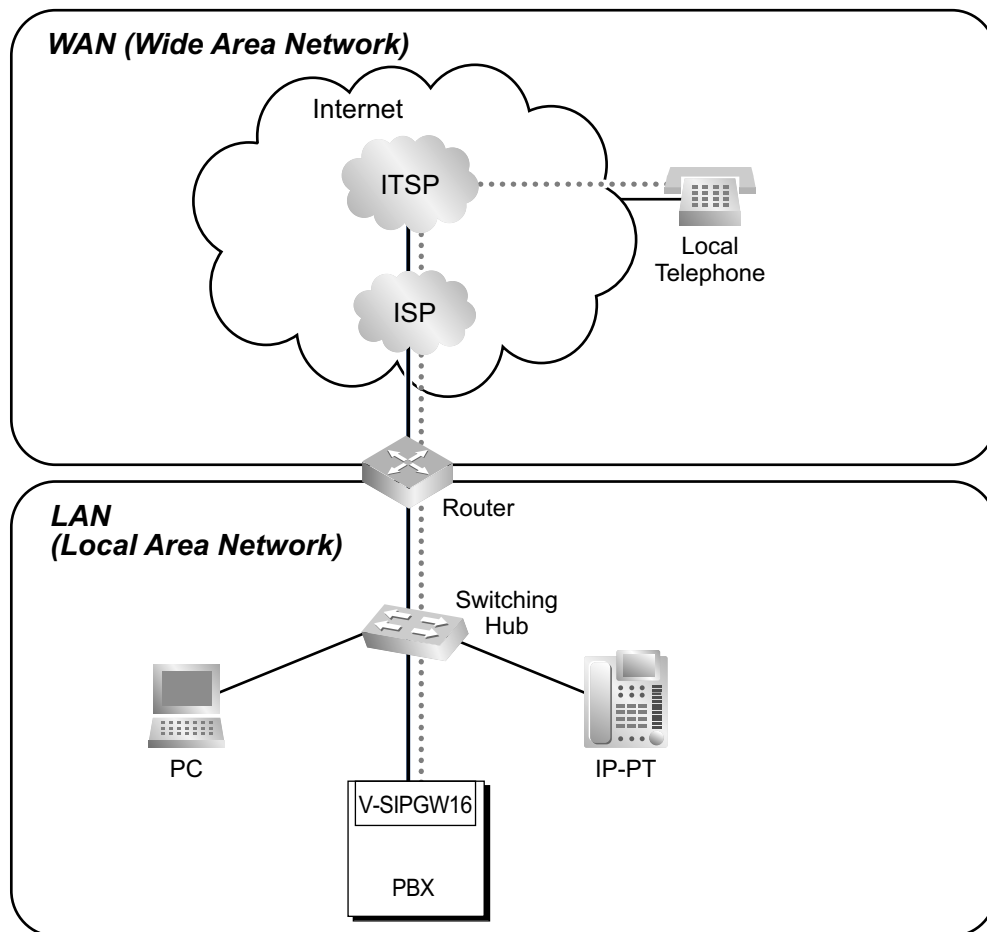 WAN (Wide Area Network)
Internet
ITSP
Local
Telephone
ISP
Router
LAN
(Local Area Network)
Switching
Hub
PC
IP-PT
V-SIPGW16
PBX